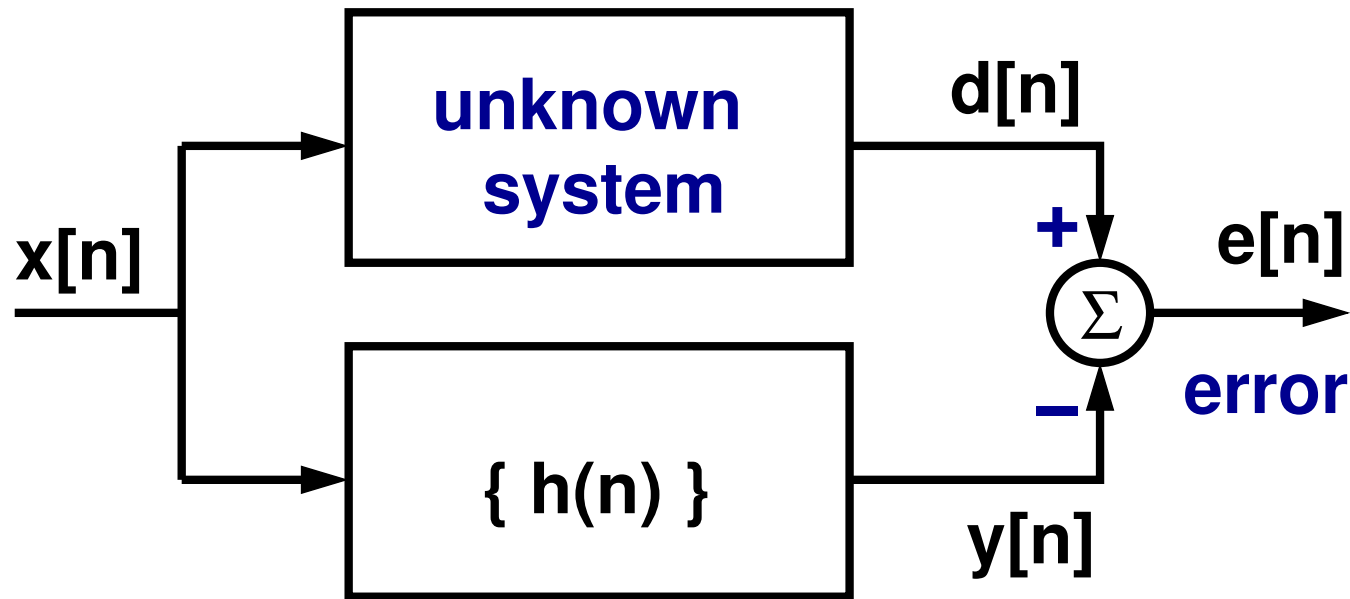 unknown
system
d[n]
x[n]
+
Σ
e[n]
error
−
{ h(n) }
y[n]